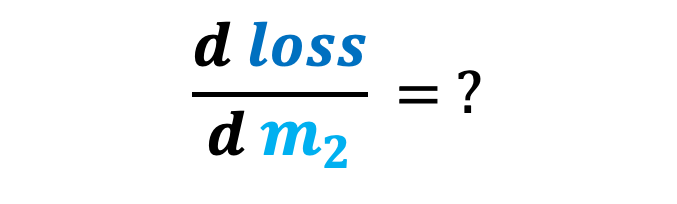 d loss
d m₂ = ?